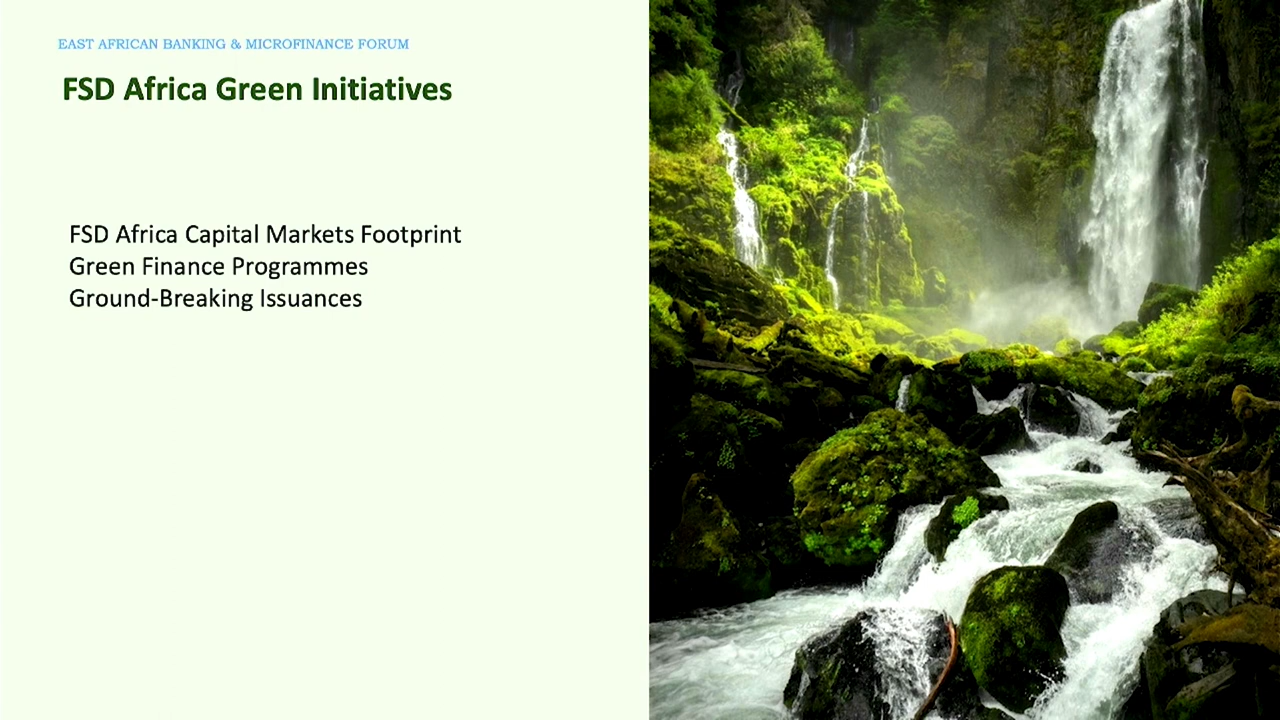 EAST AFRICAN BANKING & MICROFINANCE FORUM
FSD Africa Green Initiatives
FSD Africa Capital Markets Footprint
Green Finance Programmes
Ground-Breaking Issuances